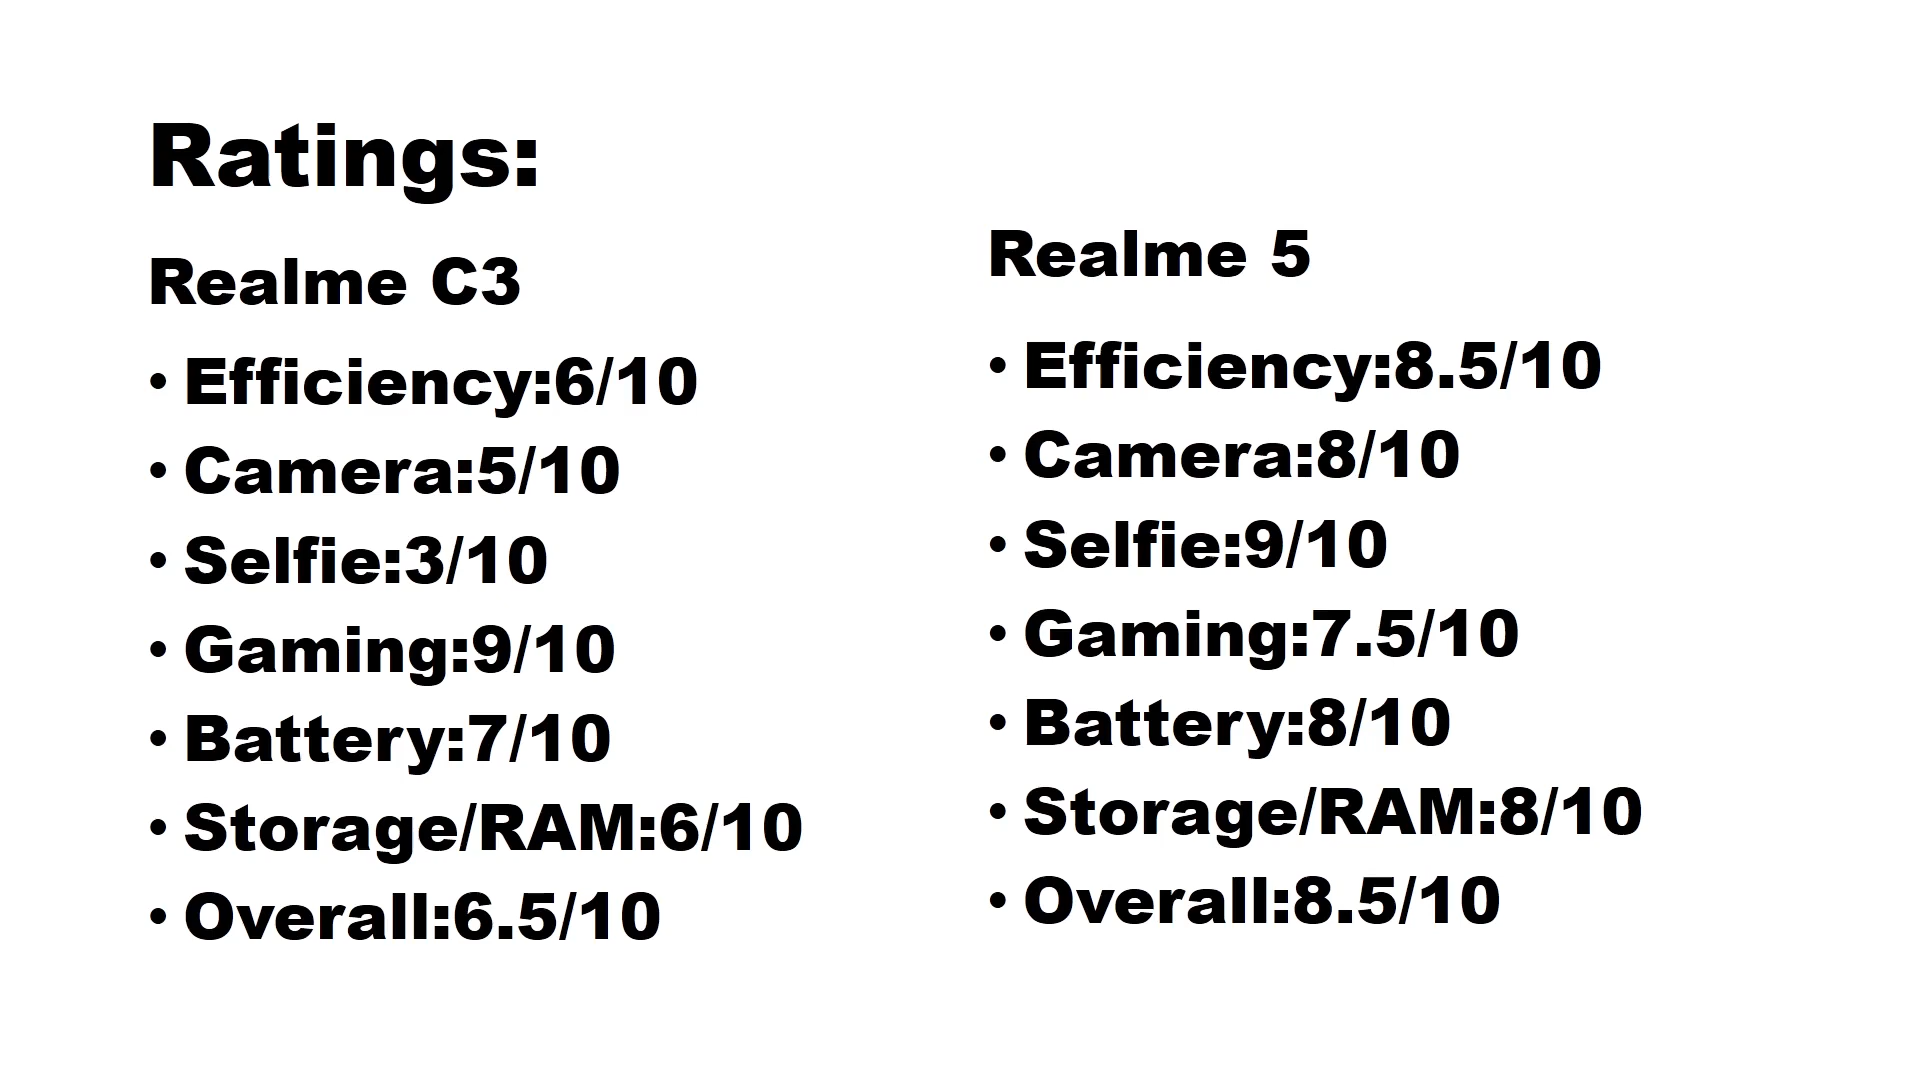 Ratings:
Realme C3
• Efficiency:6/10
• Camera:5/10
• Selfie:3/10
• Gaming:9/10
• Battery:7/10
• Storage/RAM:6/10
• Overall:6.5/10
Realme 5
• Efficiency:8.5/10
• Camera:8/10
• Selfie:9/10
• Gaming:7.5/10
• Battery:8/10
• Storage/RAM:8/10
• Overall:8.5/10